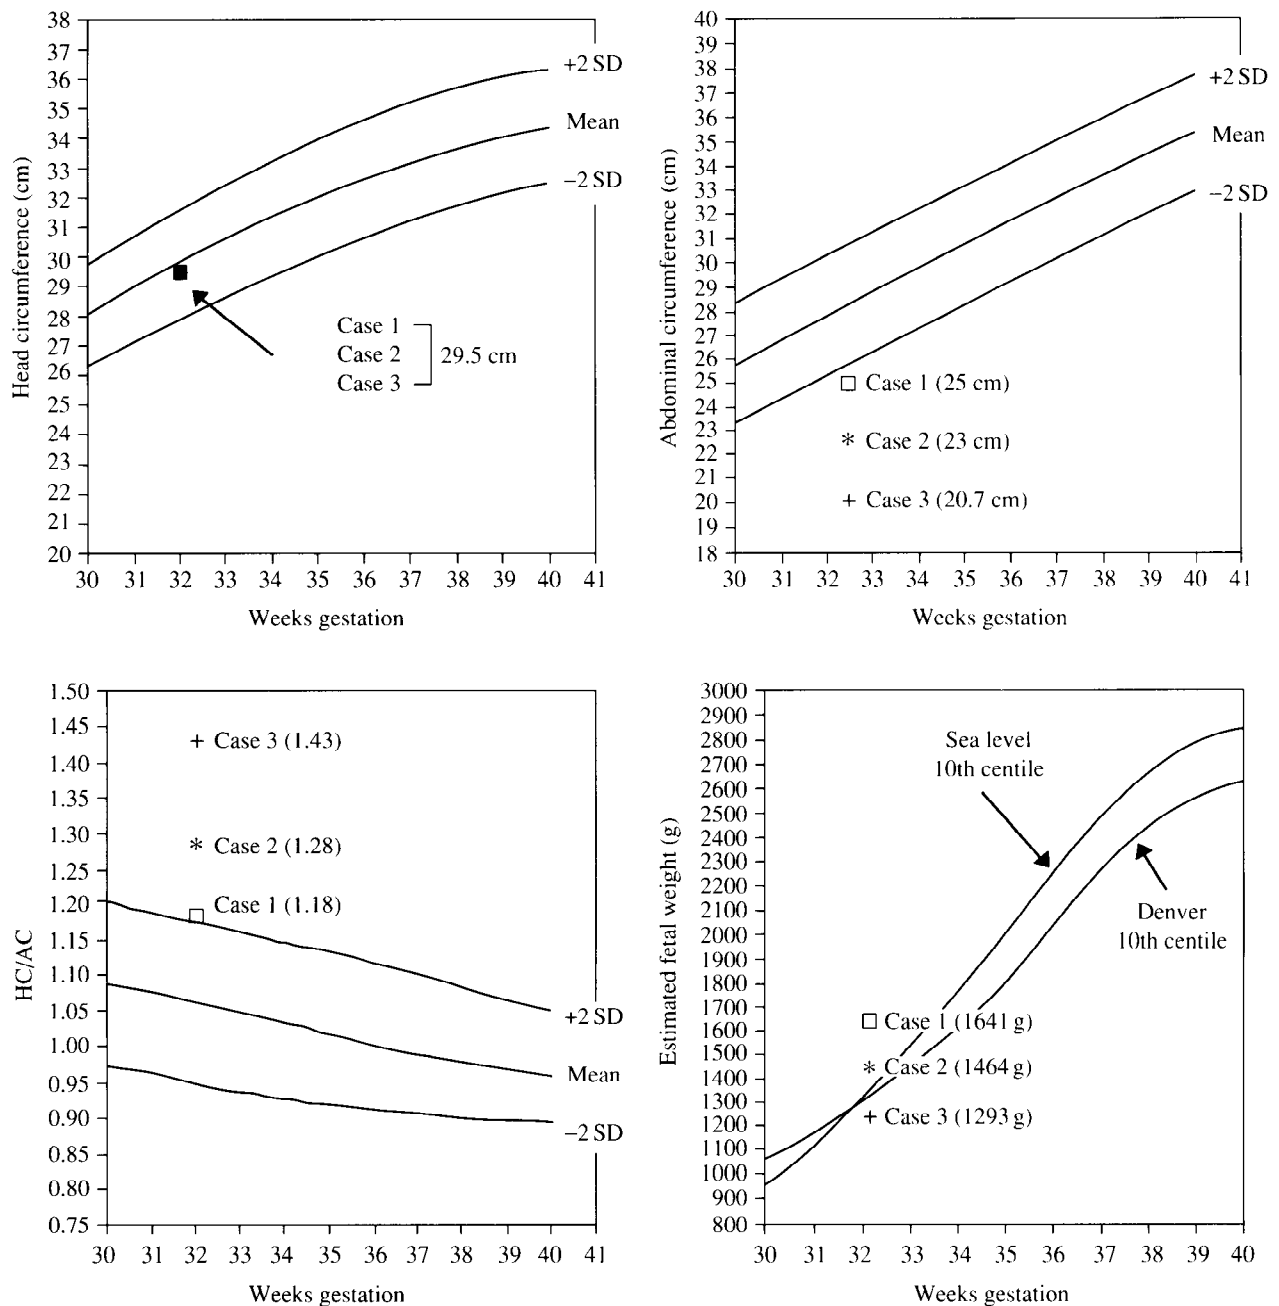 38
37
36
35
34
33
32
31
30
29
28
27
26
25
24
23
22
21
20
Head circumference (cm)
+2 SD
Mean
−2 SD
Case 1
Case 2
Case 3
29.5 cm
30 31 32 33 34 35 36 37 38 39 40 41
Weeks gestation
40
39
38
37
36
35
34
33
33
31
30
29
28
27
26
25
24
23
22
21
20
19
18
Abdominal circumference (cm)
+2 SD
Mean
−2 SD
□ Case 1 (25 cm)
* Case 2 (23 cm)
+ Case 3 (20.7 cm)
30 31 32 33 34 35 36 37 38 39 40 41
Weeks gestation
1.50
1.45
1.40
1.35
1.30
1.25
1.20
1.15
1.10
1.05
1.00
0.95
0.90
0.85
0.80
0.75
HC/AC
+ Case 3 (1.43)
* Case 2 (1.28)
□ Case 1 (1.18)
+2 SD
Mean
−2 SD
30 31 32 33 34 35 36 37 38 39 40 41
Weeks gestation
3000
2900
2800
2700
2600
2500
2400
2300
2200
2100
2000
1900
1800
1700
1600
1500
1400
1300
1200
1100
1000
900
800
Estimated fetal weight (g)
Sea level
10th centile
Denver
10th centile
□ Case 1 (1641 g)
* Case 2 (1464 g)
+ Case 3 (1293 g)
30 31 32 33 34 35 36 37 38 39 40
Weeks gestation